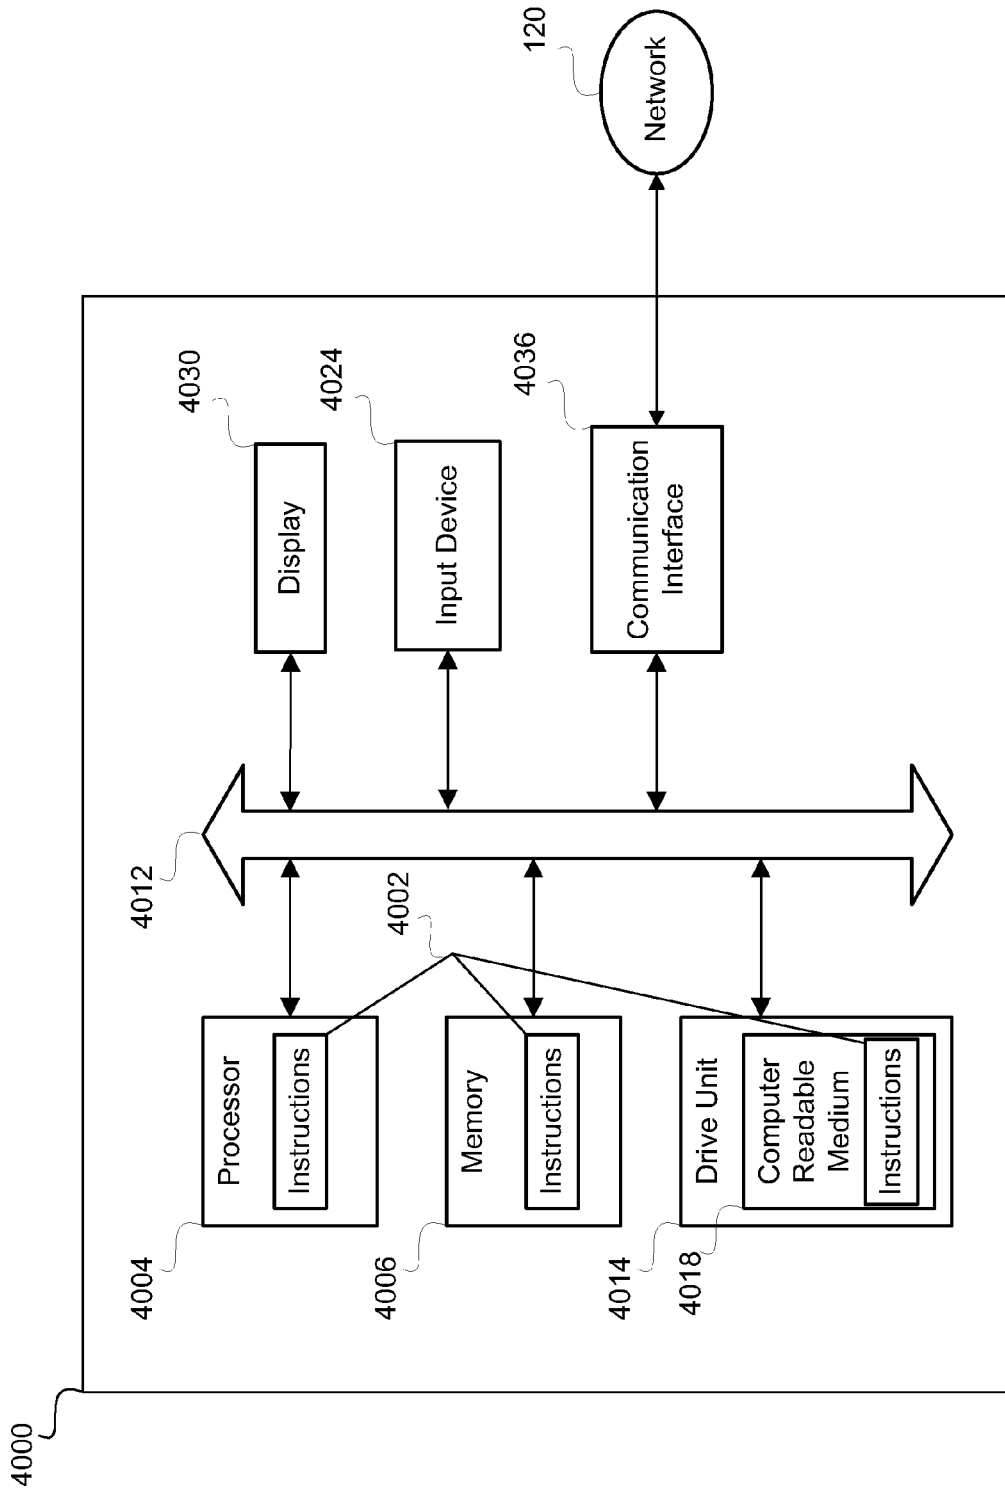 4000
4004
Processor
Instructions
4006
Memory
Instructions
4014
Drive Unit
4018
Computer
Readable
Medium
Instructions
4002
4012
4030
Display
4024
Input Device
4036
Communication
Interface
120
Network